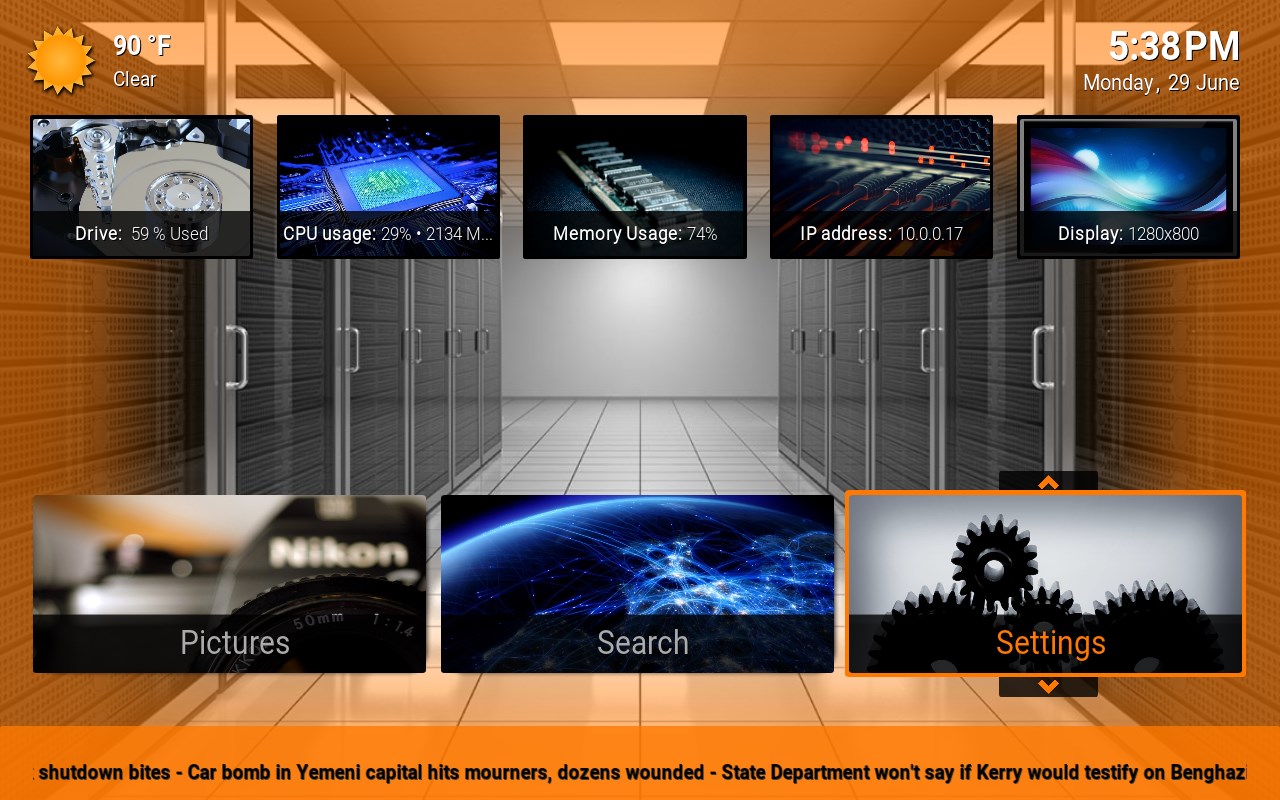 90 °F
Clear
5:38 PM
Monday, 29 June
Drive: 59 % Used
CPU usage: 29% • 2134 M...
Memory Usage: 74%
IP address: 10.0.0.17
Display: 1280x800
Nikon
50mm 1:1.4
Pictures
Search
Settings
shutdown bites - Car bomb in Yemeni capital hits mourners, dozens wounded - State Department won't say if Kerry would testify on Benghazi